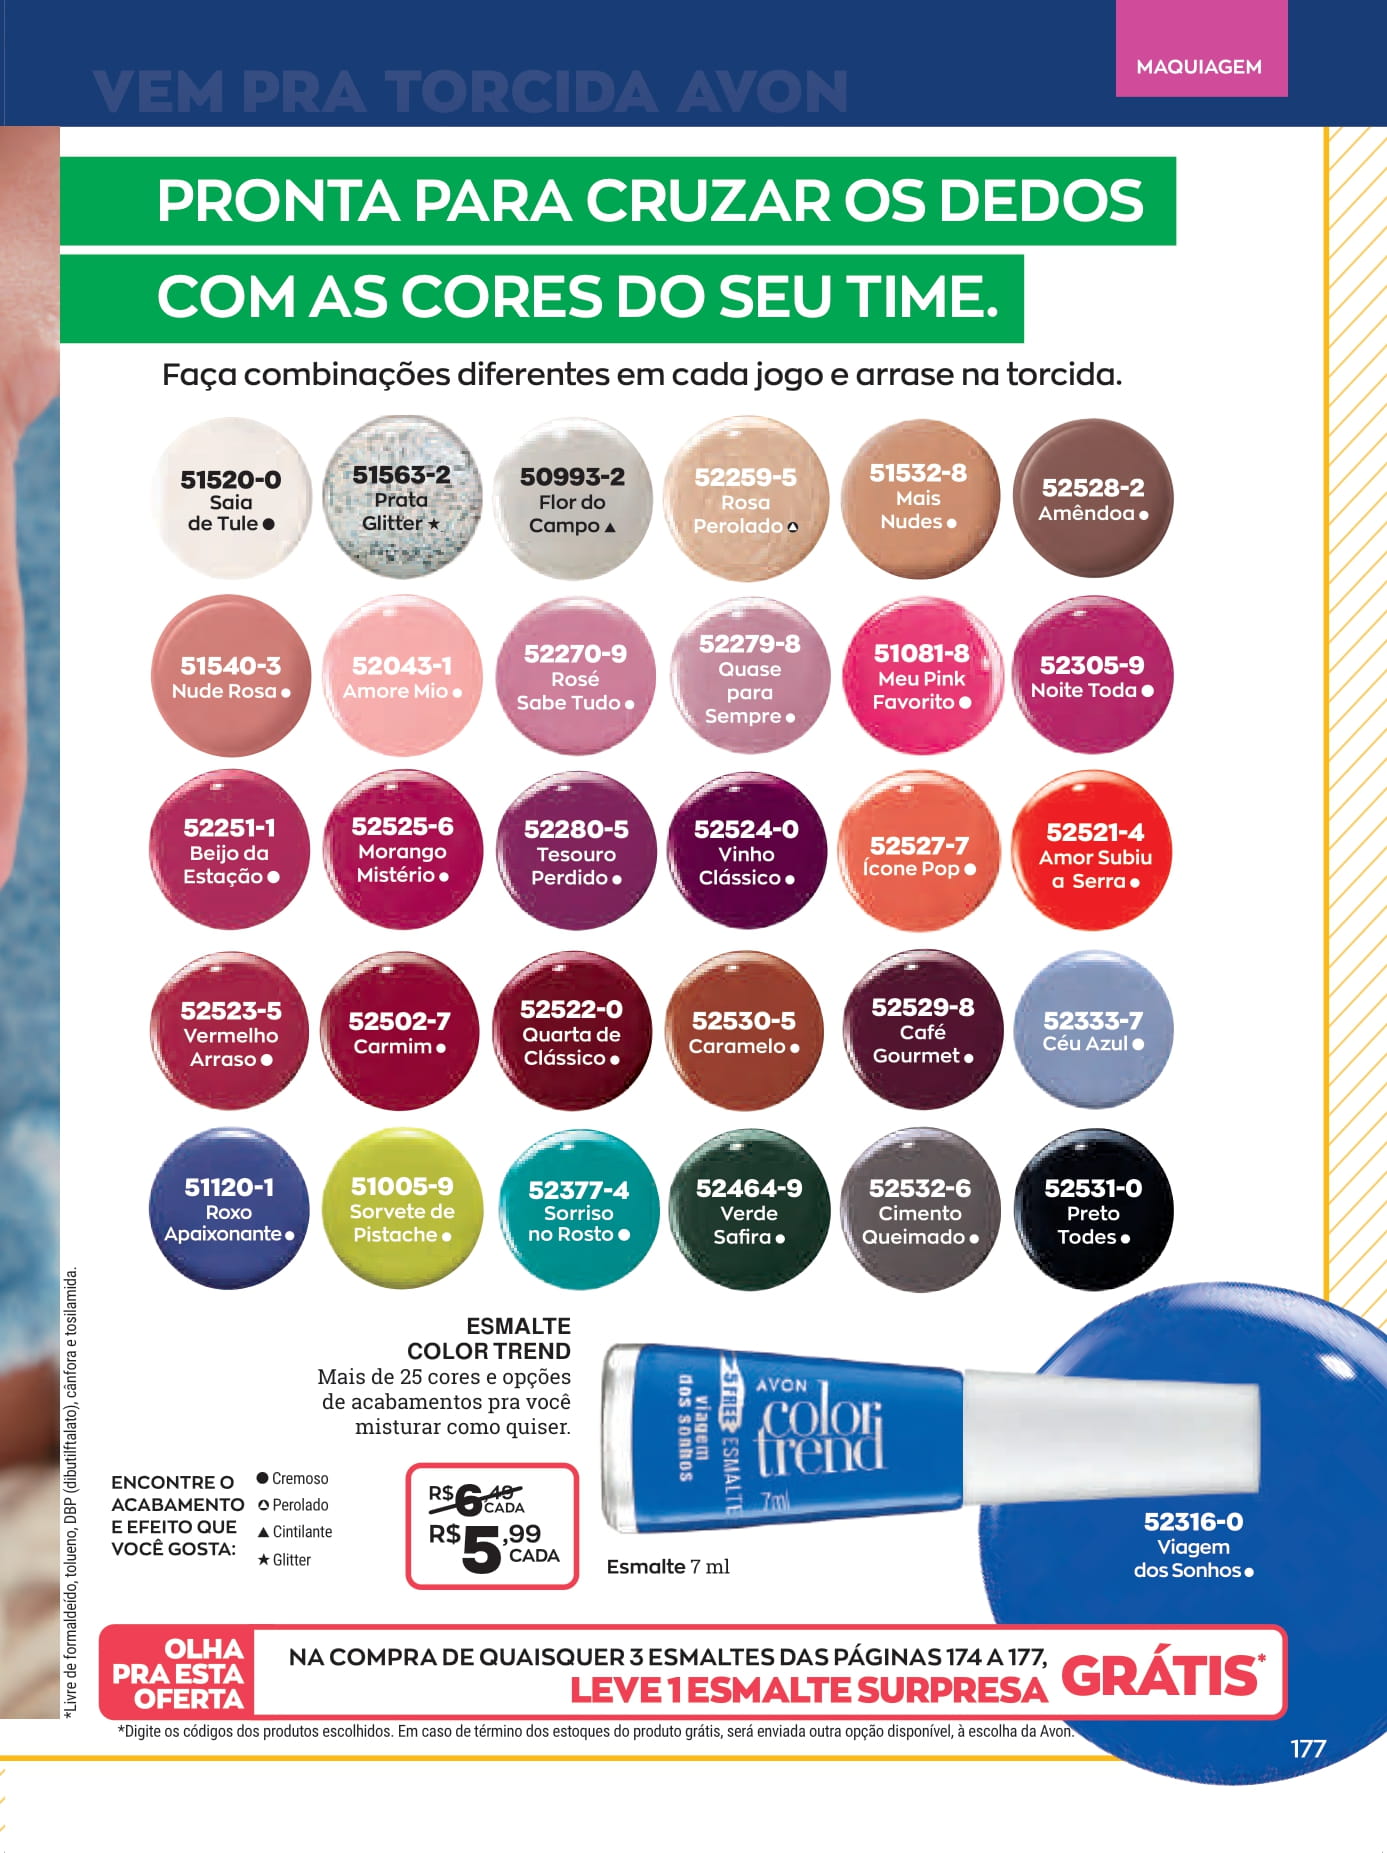 VEM PRA TORCIDA AVON
MAQUIAGEM
PRONTA PARA CRUZAR OS DEDOS
COM AS CORES DO SEU TIME.
Faça combinações diferentes em cada jogo e arrase na torcida.
51520-0
Saia
de Tule ●
51563-2
Prata
Glitter ★
50993-2
Flor do
Campo ▲
52259-5
Rosa
Perolado
51532-8
Mais
Nudes ●
52528-2
Amêndoa ●
51540-3
Nude Rosa ●
52043-1
Amore Mio ●
52270-9
Rosé
Sabe Tudo ●
52279-8
Quase
para
Sempre ●
51081-8
Meu Pink
Favorito ●
52305-9
Noite Toda ●
52251-1
Beijo da
Estação ●
52525-6
Morango
Mistério ●
52280-5
Tesouro
Perdido ●
52524-0
Vinho
Clássico ●
52527-7
Ícone Pop ●
52521-4
Amor Subiu
a Serra ●
52523-5
Vermelho
Arraso ●
52502-7
Carmim ●
52522-0
Quarta de
Clássico ●
52530-5
Caramelo ●
52529-8
Café
Gourmet ●
52333-7
Céu Azul ●
51120-1
Roxo
Apaixonante ●
51005-9
Sorvete de
Pistache ●
52377-4
Sorriso
no Rosto ●
52464-9
Verde
Safira ●
52532-6
Cimento
Queimado ●
52531-0
Preto
Todes ●
ESMALTE
COLOR TREND
Mais de 25 cores e opções
de acabamentos pra você
misturar como quiser.
ENCONTRE O
ACABAMENTO
E EFEITO QUE
VOCÊ GOSTA:
● Cremoso
Perolado
▲ Cintilante
★ Glitter
R$ 6,49
CADA
R$ 5,99
CADA
5 FREE ESMALTE
viagem
dos sonhos
AVON
color
trend
7ml
Esmalte 7 ml
52316-0
Viagem
dos Sonhos ●
OLHA
PRA ESTA
OFERTA
NA COMPRA DE QUAISQUER 3 ESMALTES DAS PÁGINAS 174 A 177,
LEVE 1 ESMALTE SURPRESA GRÁTIS*
*Digite os códigos dos produtos escolhidos. Em caso de término dos estoques do produto grátis, será enviada outra opção disponível, à escolha da Avon.
*Livre de formaldeído, tolueno, DBP (dibutilftalato), cânfora e tosilamida.
177